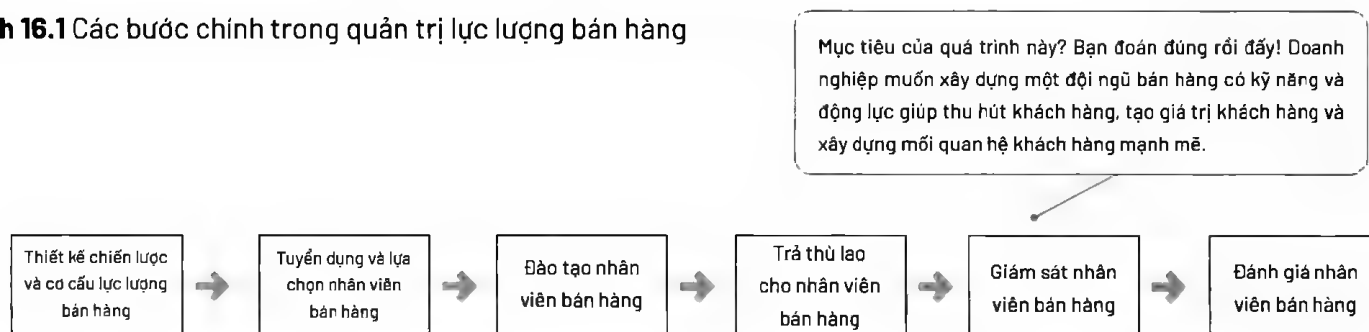 h 16.1 Các bước chính trong quản trị lực lượng bán hàng
Mục tiêu của quá trình này? Bạn đoán đúng rồi đấy! Doanh
nghiệp muốn xây dựng một đội ngũ bán hàng có kỹ năng và
động lực giúp thu hút khách hàng, tạo giá trị khách hàng và
xây dựng mối quan hệ khách hàng mạnh mẽ.
Thiết kế chiến lược
và cơ cấu lực lượng
bán hàng
Tuyển dụng và lựa
chọn nhân viên
bán hàng
Đào tạo nhân
viên bán hàng
Trả thù lao
cho nhân viên
bán hàng
Giám sát nhân
viên bán hàng
Đánh giá nhân
viên bán hàng